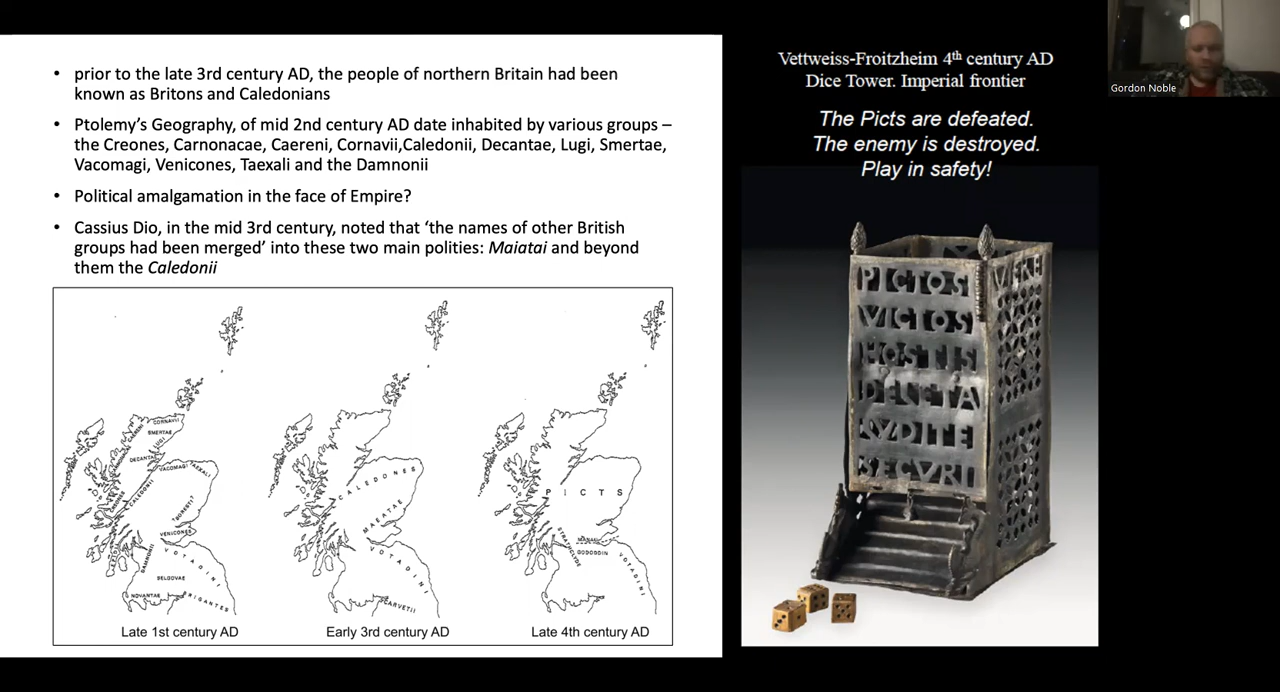 • prior to the late 3rd century AD, the people of northern Britain had been
known as Britons and Caledonians
• Ptolemy's Geography, of mid 2nd century AD date inhabited by various groups –
the Creones, Carnonacae, Caereni, Cornavii,Caledonii, Decantae, Lugi, Smertae,
Vacomagi, Venicones, Taexali and the Damnonii
• Political amalgamation in the face of Empire?
• Cassius Dio, in the mid 3rd century, noted that 'the names of other British
groups had been merged' into these two main polities: Maiatai and beyond
them the Caledonii
CORNAVII
SMERTAE
LUGI
DECANTAE
VACOMAGI
TAEXALI
CALEDONII
VENICONES
DAMNONII
VOTADINI
SELGOVAE
NOVANTAE
BRIGANTES
Late 1st century AD
CALEDONES
MAEATAE
VOTADINI
CARVETII
Early 3rd century AD
PICTS
MANAU
STRATHCLYDE
GODODDIN
VOTADINI
Late 4th century AD
Vettweiss-Froitzheim 4th century AD
Dice Tower. Imperial frontier
The Picts are defeated.
The enemy is destroyed.
Play in safety!
PICTOS
VICTOS
HOSTIS
DELETA
LVDITE
SECVRI
Gordon Noble